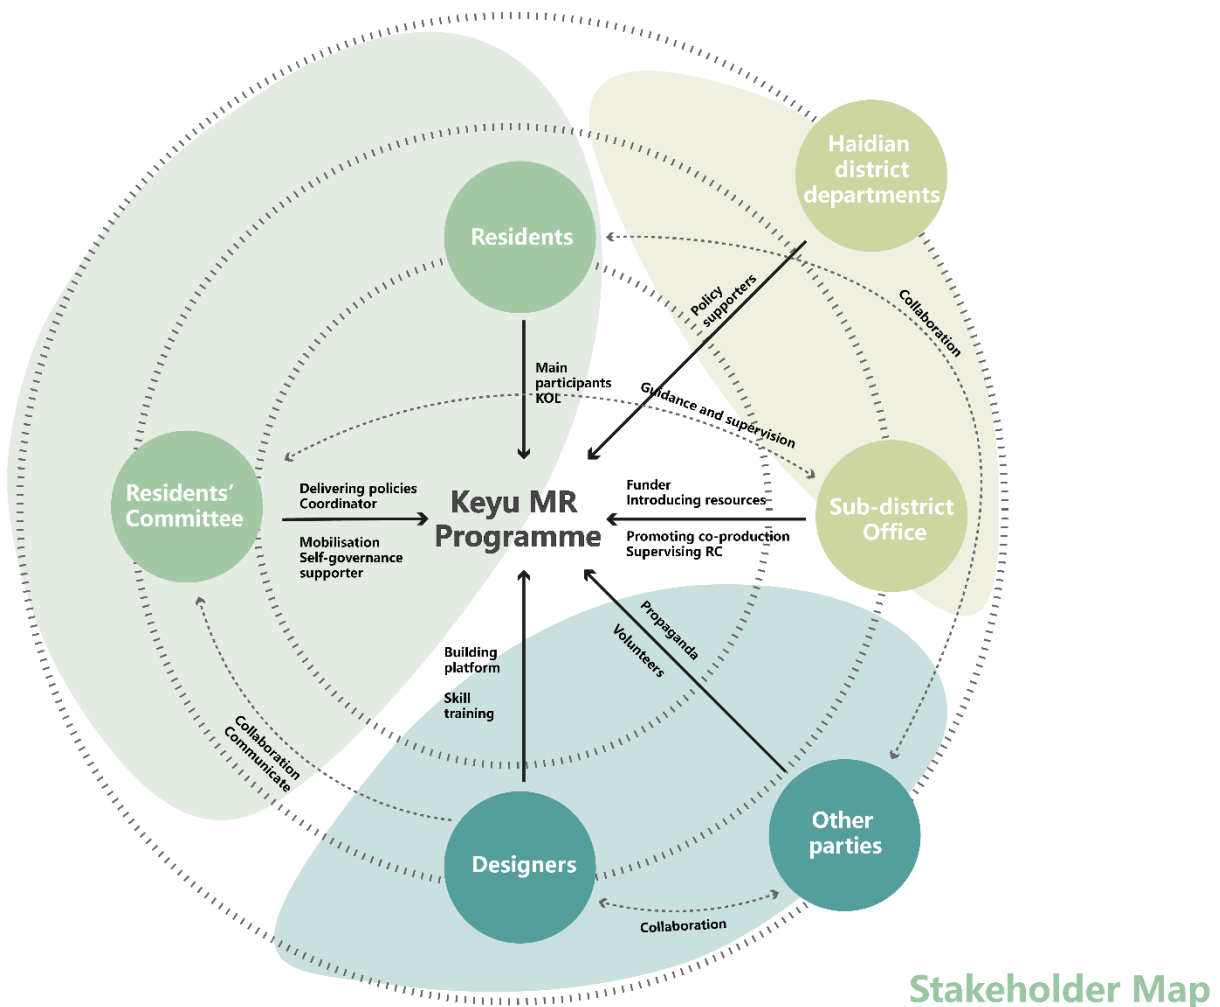 Haidian
district
departments
Residents
Policy
supporters
Collaboration
Main
participants
KOL
Guidance and supervision
Residents’
Committee
Delivering policies
Coordinator
Mobilisation
Self-governance
supporter
Keyu MR
Programme
Funder
Introducing resources
Promoting co-production
Supervising RC
Sub-district
Office
Building
platform
Skill
training
Propaganda
Volunteers
Collaboration
Communicate
Designers
Other
parties
Collaboration
Stakeholder Map